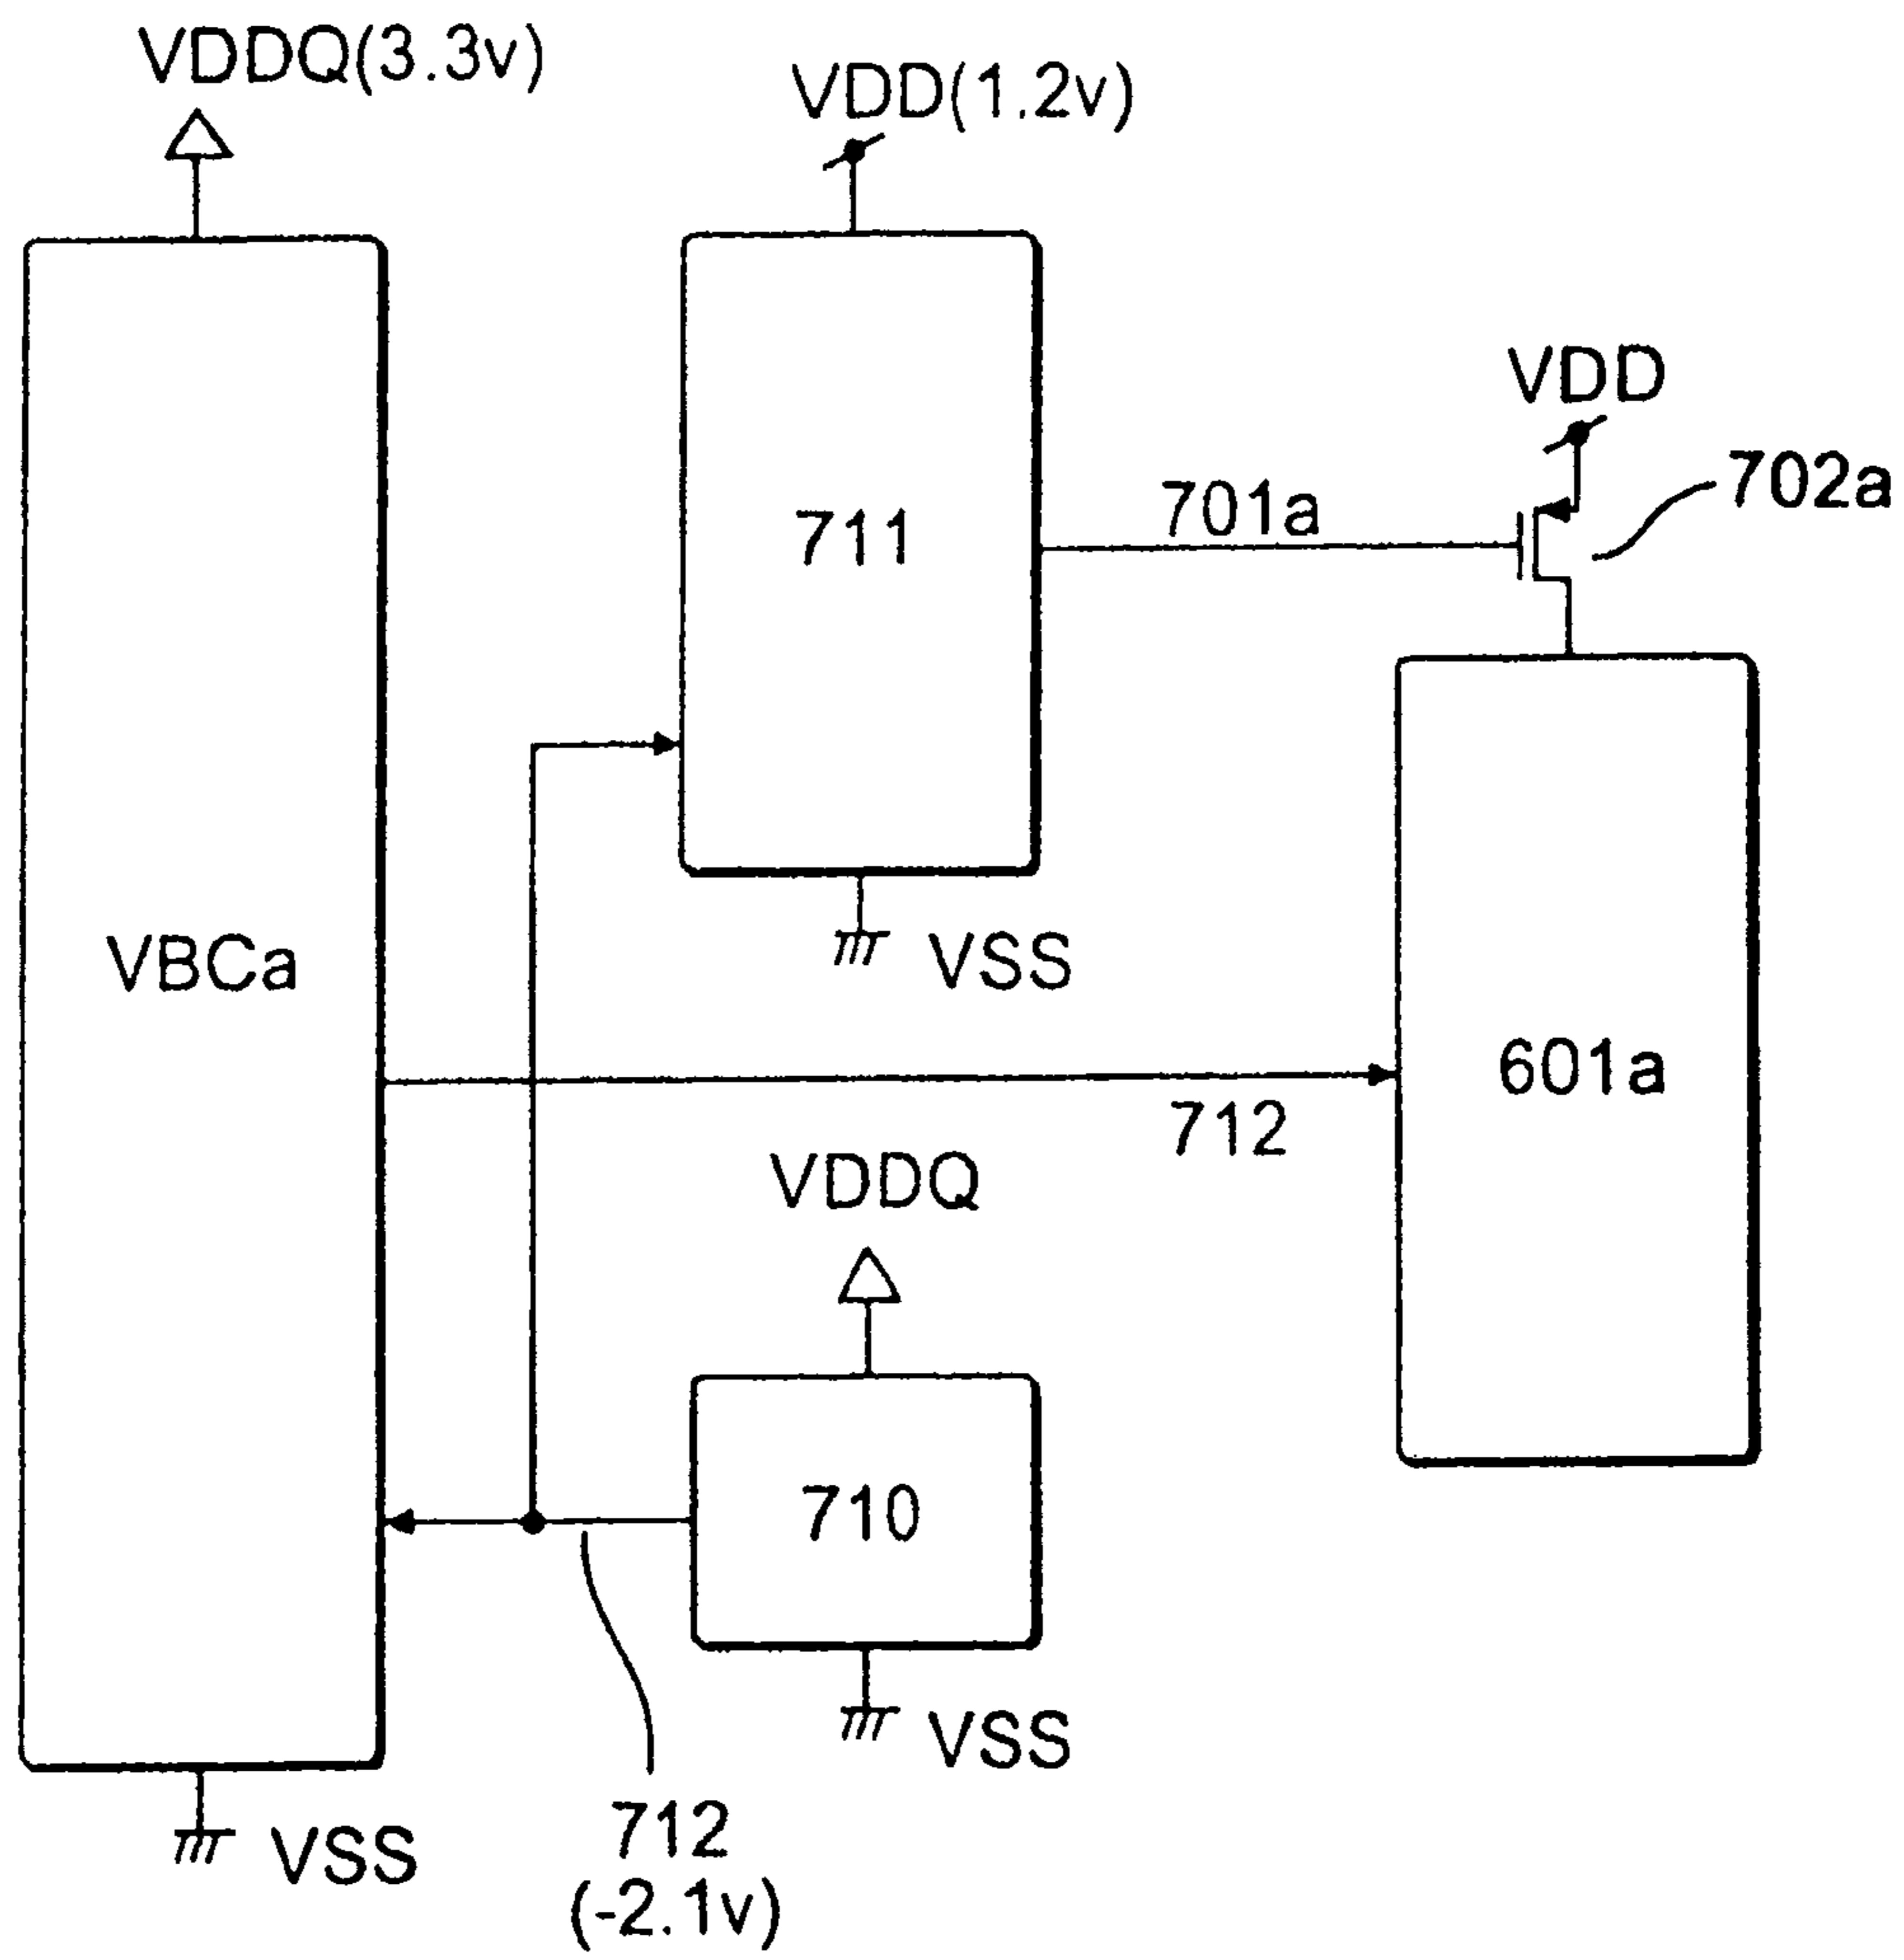 VDDQ(3.3v)
VDD(1.2v)
VDD
702a
701a
711
VBCa
VSS
601a
712
VDDQ
710
VSS
712
(-2.1v)
VSS